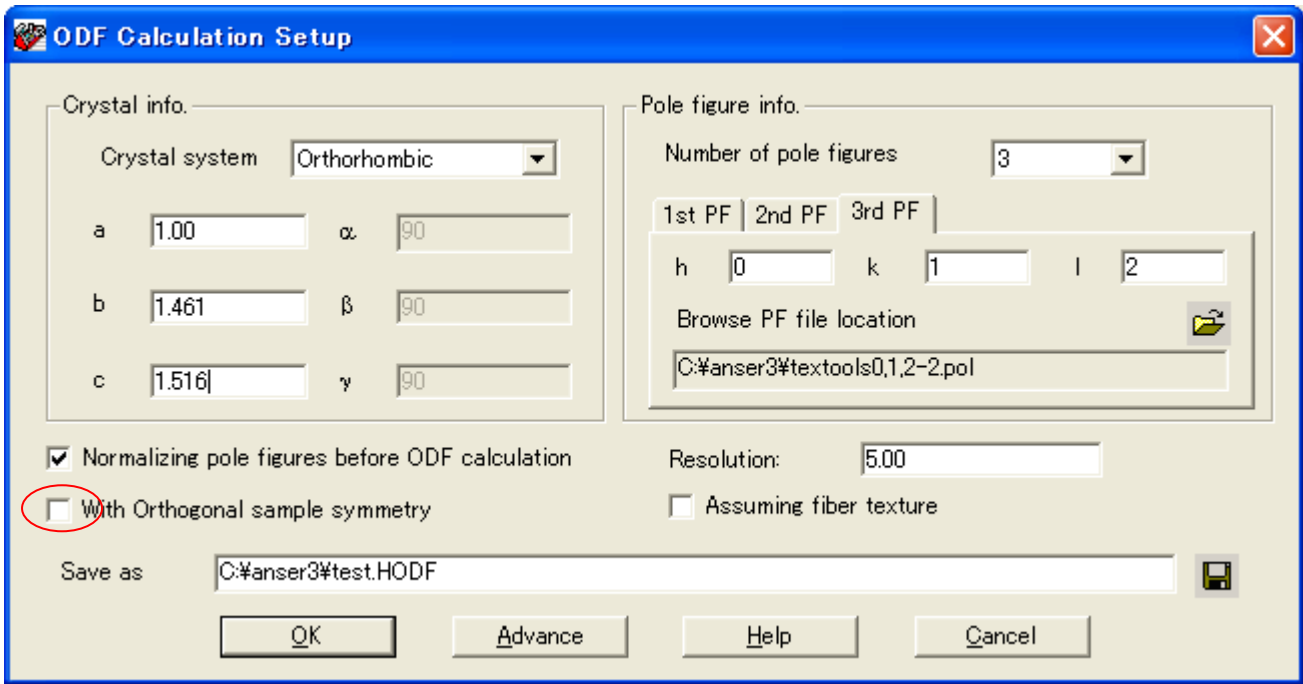 ODF Calculation Setup
Crystal info.
Crystal system Orthorhombic
a 1.00 α 90
b 1.461 β 90
c 1.516 γ 90
Pole figure info.
Number of pole figures 3
1st PF 2nd PF 3rd PF
h 0 k 1 l 2
Browse PF file location
C:¥anser3¥textools0,1,2-2.pol
Normalizing pole figures before ODF calculation
Resolution: 5.00
With Orthogonal sample symmetry
Assuming fiber texture
Save as C:¥anser3¥test.HODF
OK Advance Help Cancel